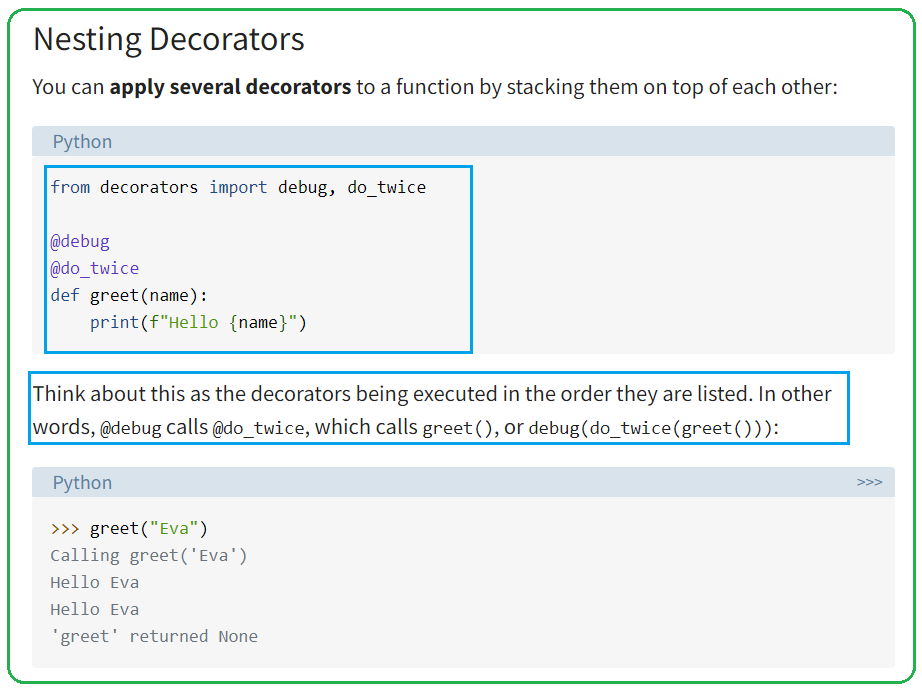 Nesting Decorators
You can apply several decorators to a function by stacking them on top of each other:
Python
from decorators import debug, do_twice
@debug
@do_twice
def greet(name):
    print(f"Hello {name}")
Think about this as the decorators being executed in the order they are listed. In other
words, @debug calls @do_twice, which calls greet(), or debug(do_twice(greet())):
Python >>>
>>> greet("Eva")
Calling greet('Eva')
Hello Eva
Hello Eva
'greet' returned None